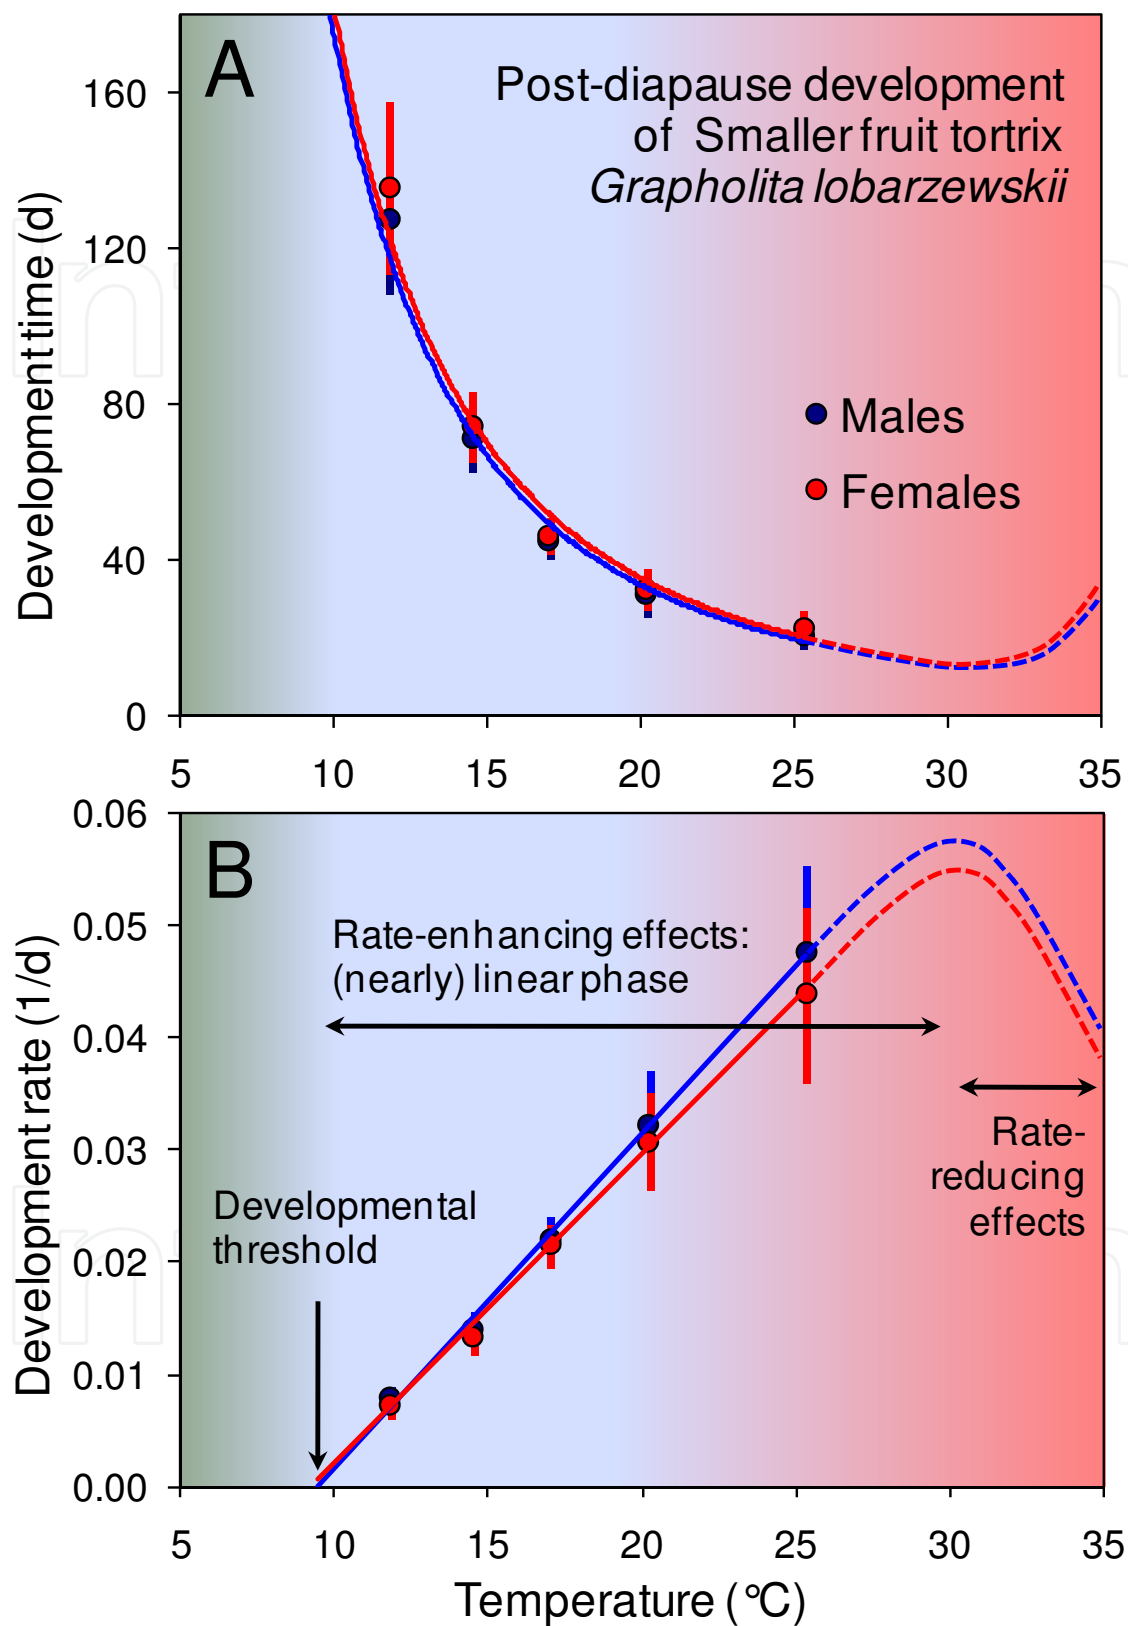 A
Post-diapause development
of Smaller fruit tortrix
Grapholita lobarzewskii
Development time (d)
160
120
80
40
0
Males
Females
5 10 15 20 25 30 35
B
Development rate (1/d)
0.06
0.05
0.04
0.03
0.02
0.01
0.00
Rate-enhancing effects:
(nearly) linear phase
Rate-
reducing
effects
Developmental
threshold
5 10 15 20 25 30 35
Temperature (°C)